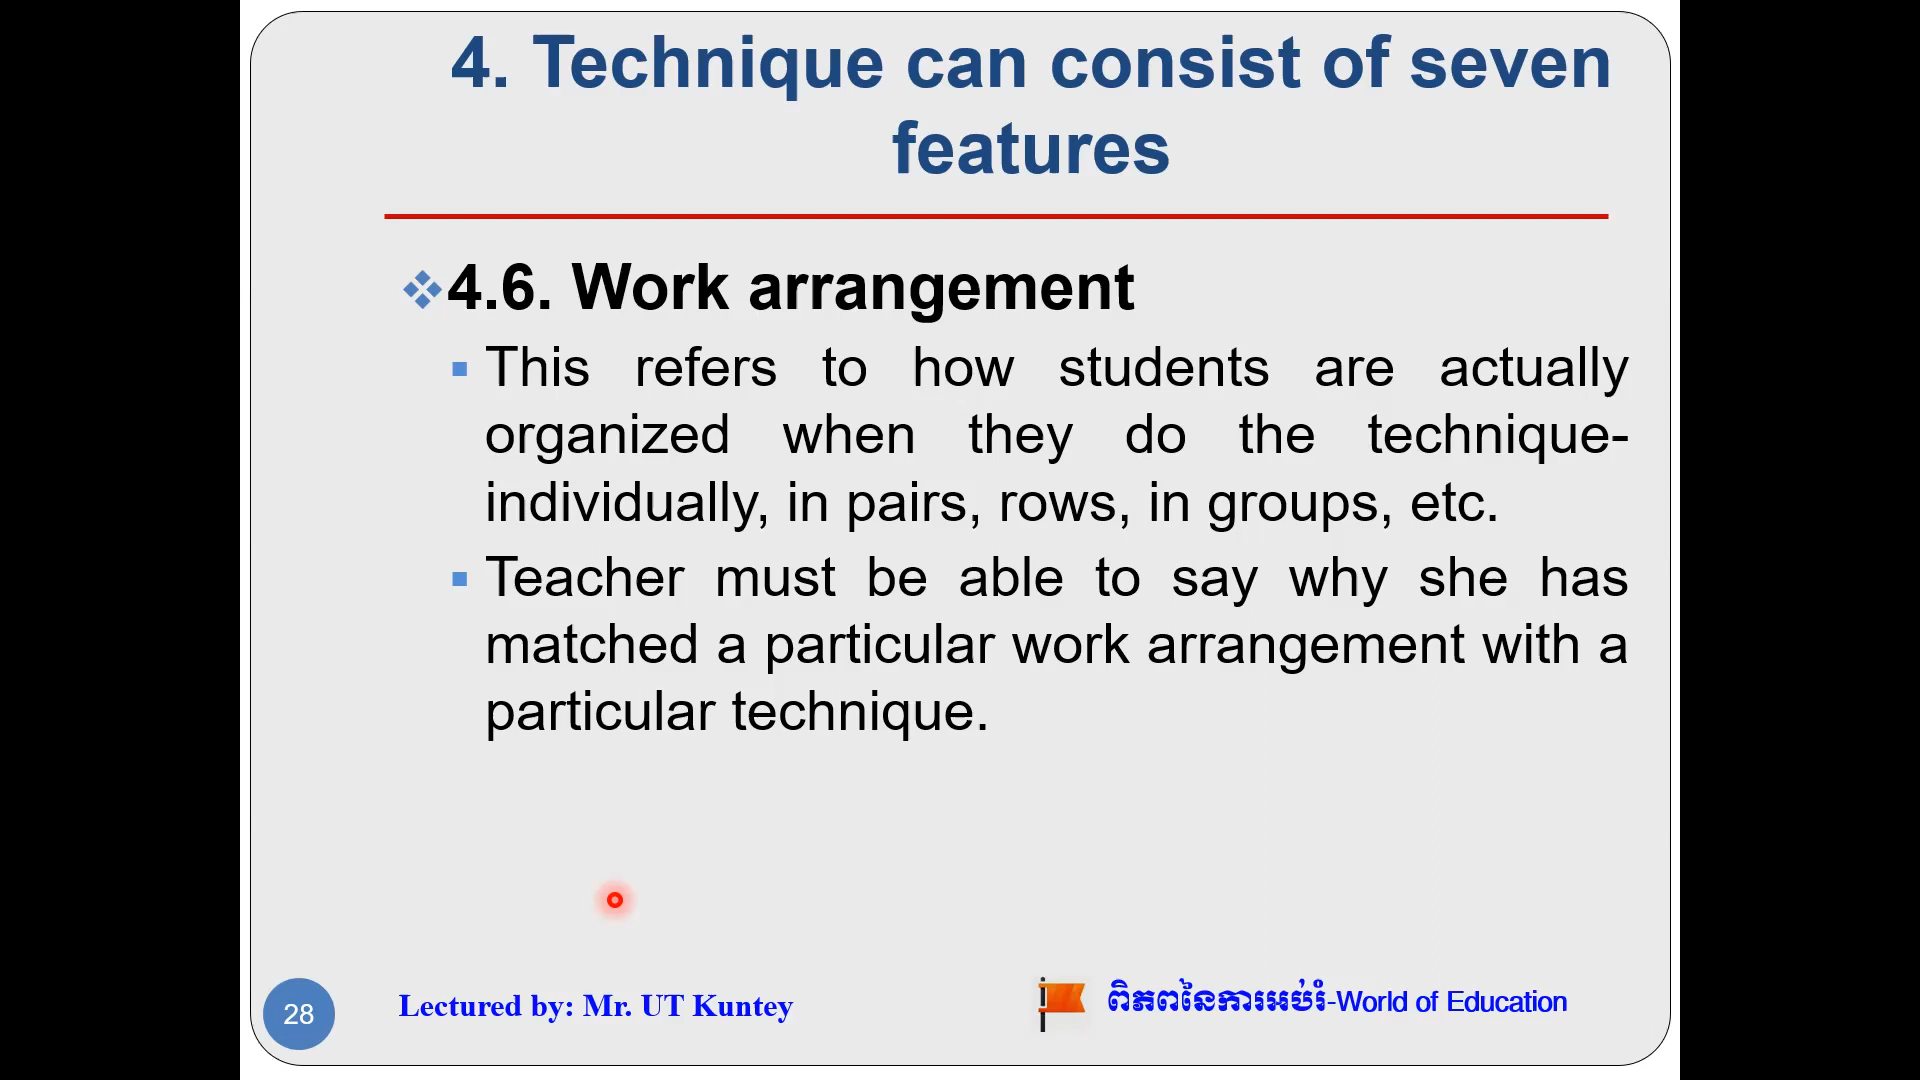 4. Technique can consist of seven
features
4.6. Work arrangement
This refers to how students are actually
organized when they do the technique-
individually, in pairs, rows, in groups, etc.
Teacher must be able to say why she has
matched a particular work arrangement with a
particular technique.
28
Lectured by: Mr. UT Kuntey
ពិភពនៃការអប់រំ-World of Education